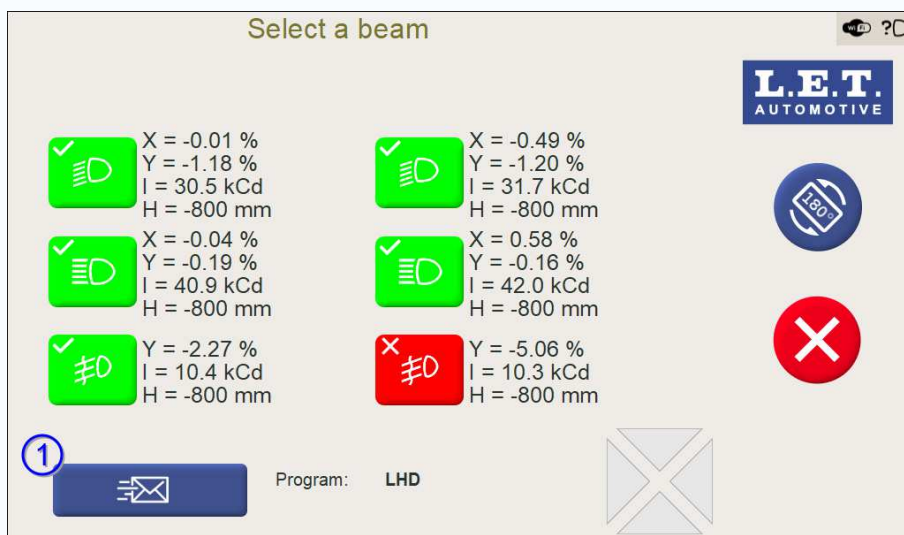 Select a beam
WiFi
?
L.E.T.
AUTOMOTIVE
X = -0.01 %
Y = -1.18 %
I = 30.5 kCd
H = -800 mm
X = -0.49 %
Y = -1.20 %
I = 31.7 kCd
H = -800 mm
180°
X = -0.04 %
Y = -0.19 %
I = 40.9 kCd
H = -800 mm
X = 0.58 %
Y = -0.16 %
I = 42.0 kCd
H = -800 mm
Y = -2.27 %
I = 10.4 kCd
H = -800 mm
Y = -5.06 %
I = 10.3 kCd
H = -800 mm
1
Program: LHD